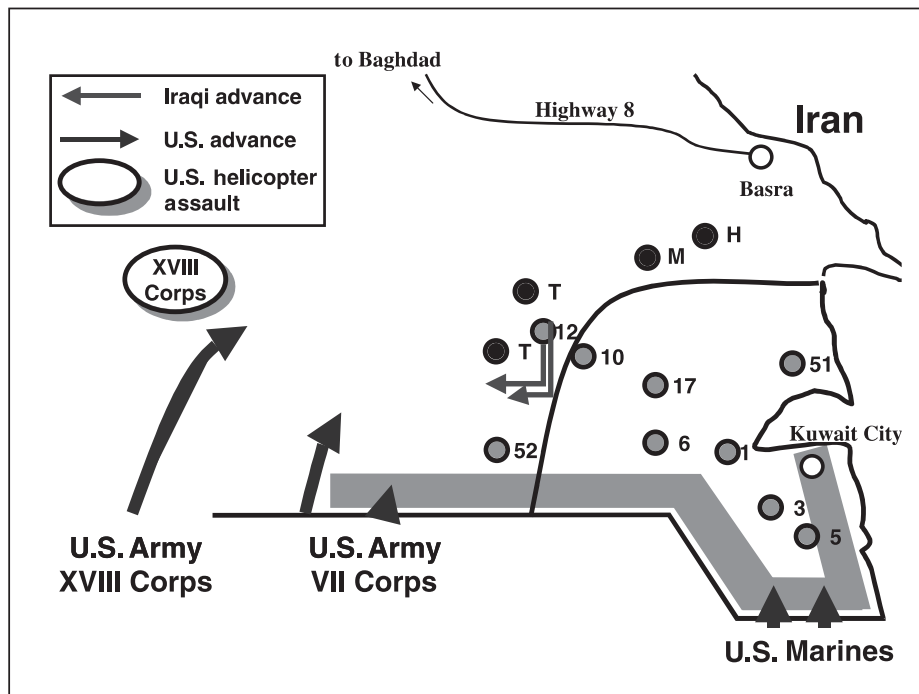 to Baghdad
Iraqi advance
U.S. advance
U.S. helicopter
assault
Highway 8
Iran
Basra
XVIII
Corps
H
M
T
12
T
10
51
17
52
6
1
Kuwait City
3
5
U.S. Army
XVIII Corps
U.S. Army
VII Corps
U.S. Marines